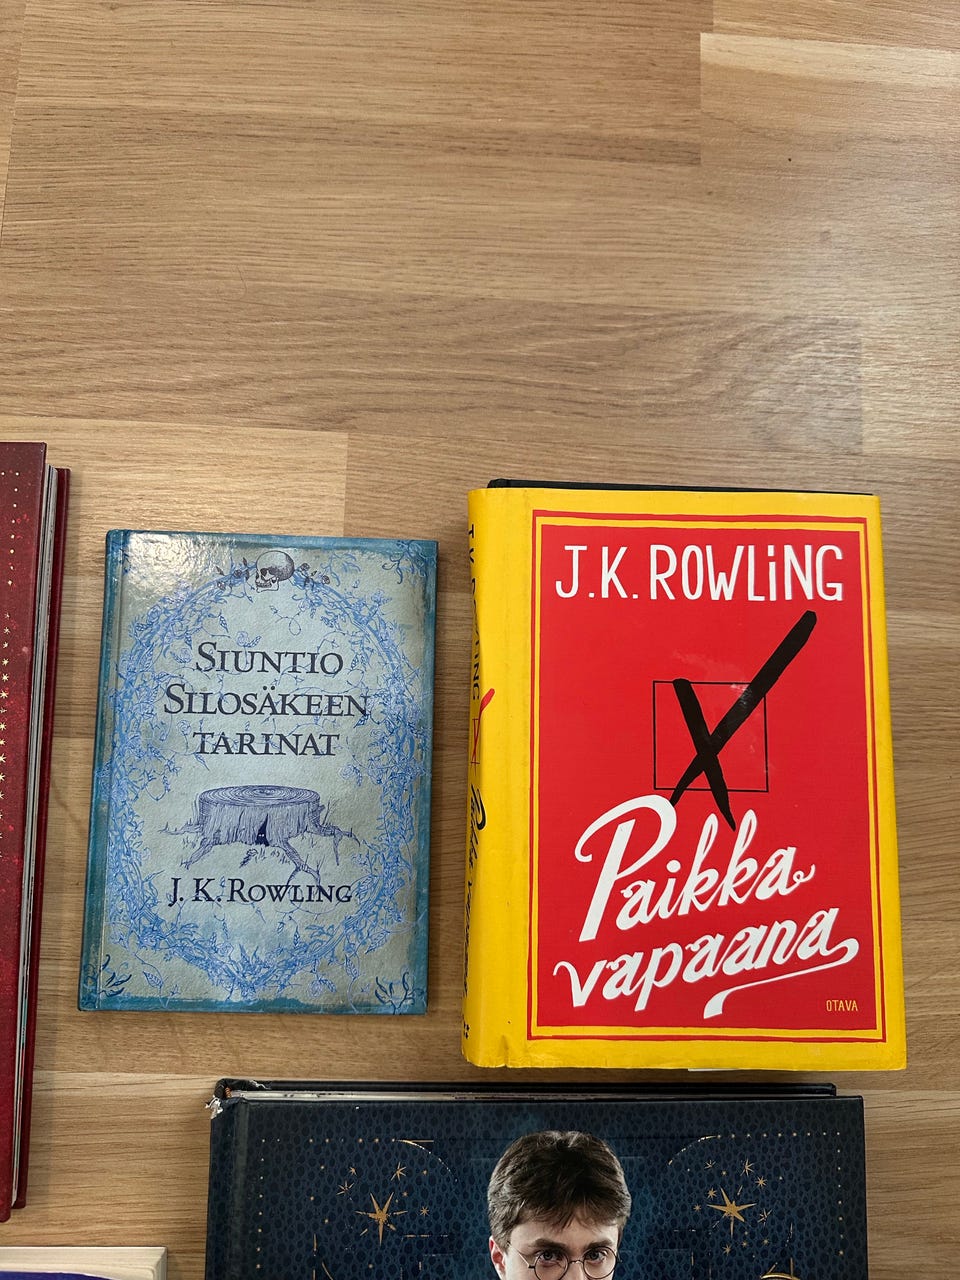 SIUNTIO
SILOSÄKEEN
TARINAT
J. K. ROWLING
J.K. ROWLiNG
Paikka
vapaana
OTAVA